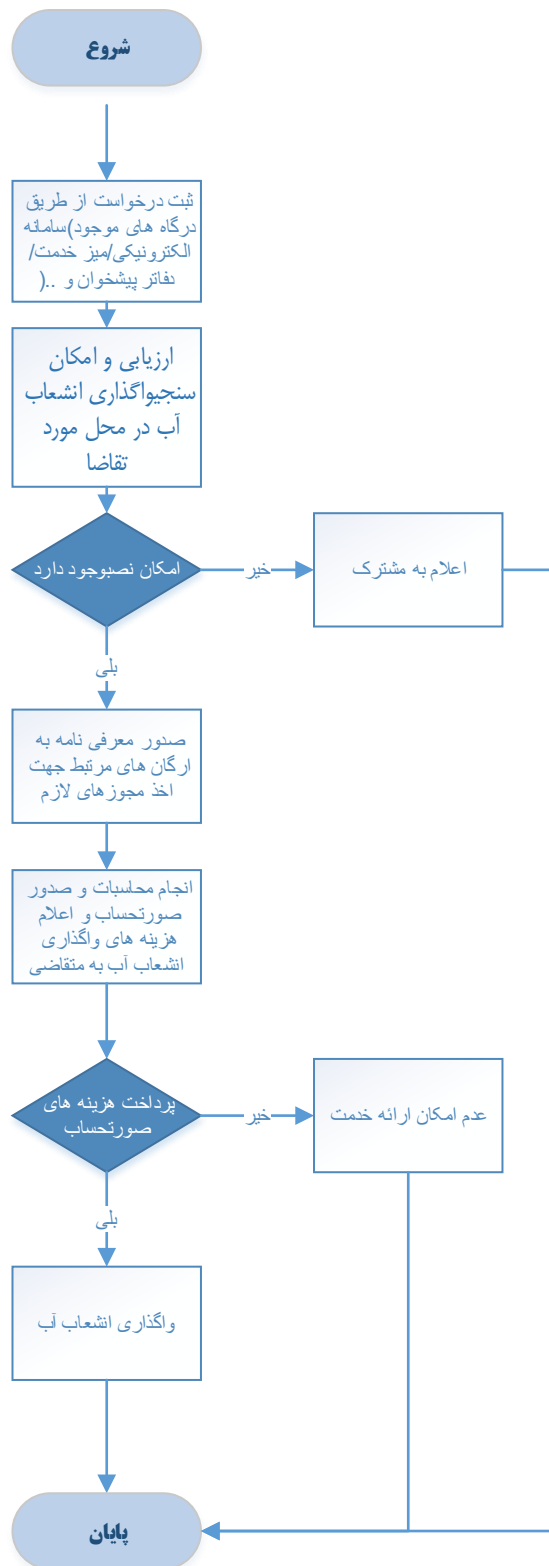 شروع
ثبت درخواست از طریق
درگاه های موجود)سامانه
الکترونیکی/میز خدمت/
دفاتر پیشخوان و ..(
ارزیابی و امکان
سنجیواگذاری انشعاب
آب در محل مورد
تقاضا
امکان نصبوجود دارد
خیر
اعلام به مشترک
بلی
صدور معرفی نامه به
ارگان های مرتبط جهت
اخذ مجوزهای لازم
انجام محاسبات و صدور
صورتحساب و اعلام
هزینه های واگذاری
انشعاب آب به متقاضی
پرداخت هزینه های
صورتحساب
خیر
عدم امکان ارائه خدمت
بلی
واگذاری انشعاب آب
پایان